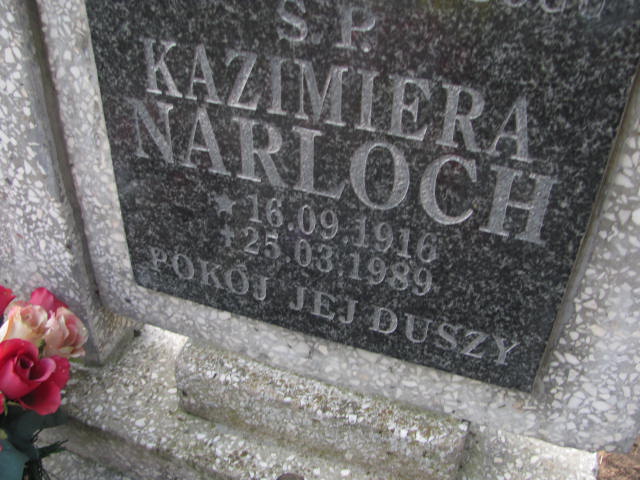 Ś. P.
KAZIMIERA
NARLOCH
★ 16.09.1916
✝ 25.03.1989
POKÓJ JEJ DUSZY